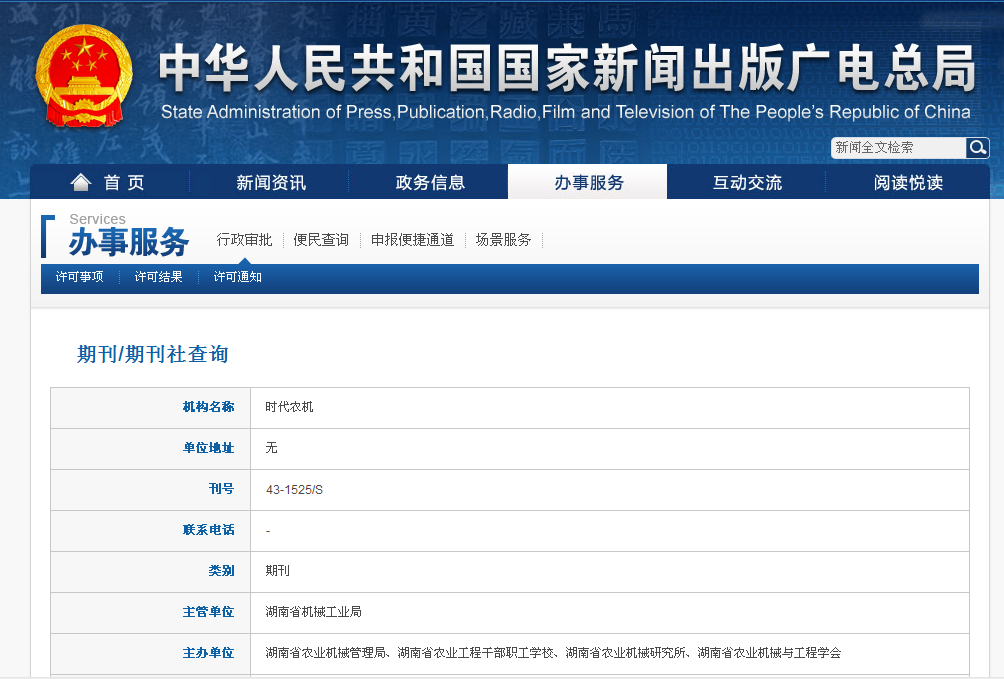 中华人民共和国国家新闻出版广电总局
State Administration of Press,Publication,Radio,Film and Television of The People's Republic of China
新闻全文检索
首 页 新闻资讯 政务信息 办事服务 互动交流 阅读悦读
Services
办事服务 行政审批 便民查询 申报便捷通道 场景服务
许可事项 许可结果 许可通知
期刊/期刊社查询
机构名称 时代农机
单位地址 无
刊号 43-1525/S
联系电话 -
类别 期刊
主管单位 湖南省机械工业局
主办单位 湖南省农业机械管理局、湖南省农业工程干部职工学校、湖南省农业机械研究所、湖南省农业机械与工程学会